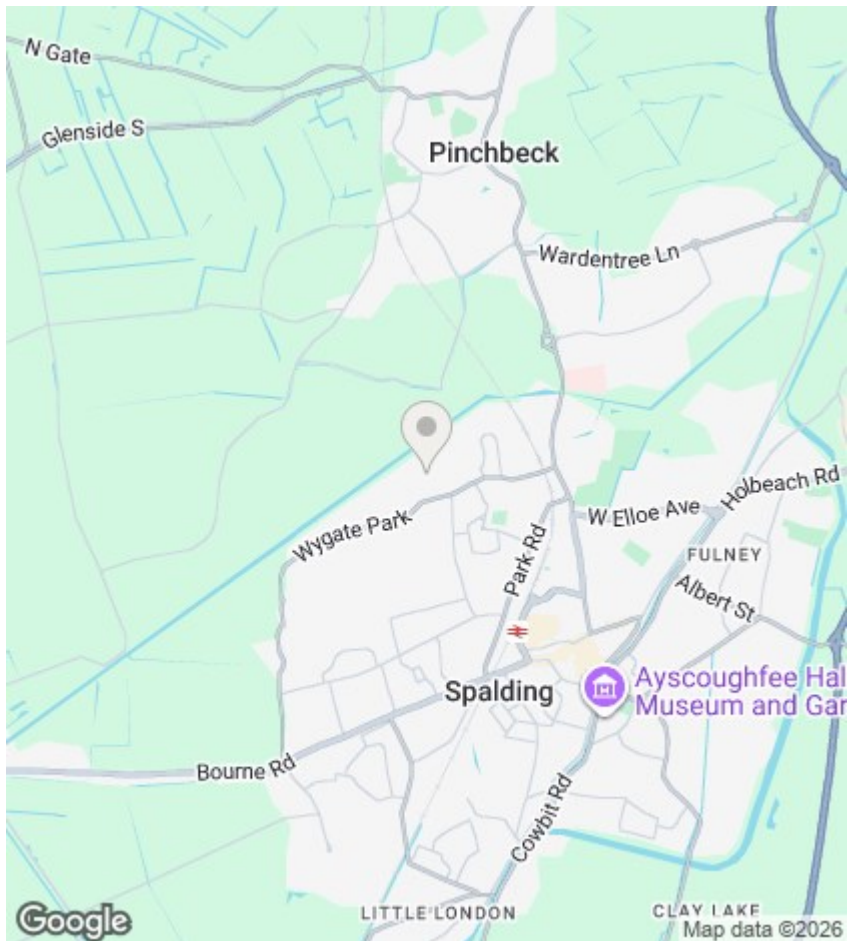 N Gate
Glenside S
Pinchbeck
Wardentree Ln
Holbeach Rd
W Elloe Ave
Wygate Park
Park Rd
FULNEY
Albert St
Ayscoughfee Hal
Museum and Gar
Spalding
Bourne Rd
Cowbit Rd
LITTLE LONDON
CLAY LAKE
Google
Map data ©2026